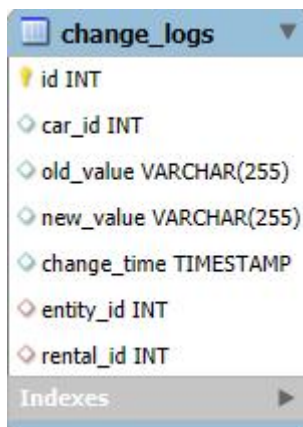 change_logs
id INT
car_id INT
old_value VARCHAR(255)
new_value VARCHAR(255)
change_time TIMESTAMP
entity_id INT
rental_id INT
Indexes